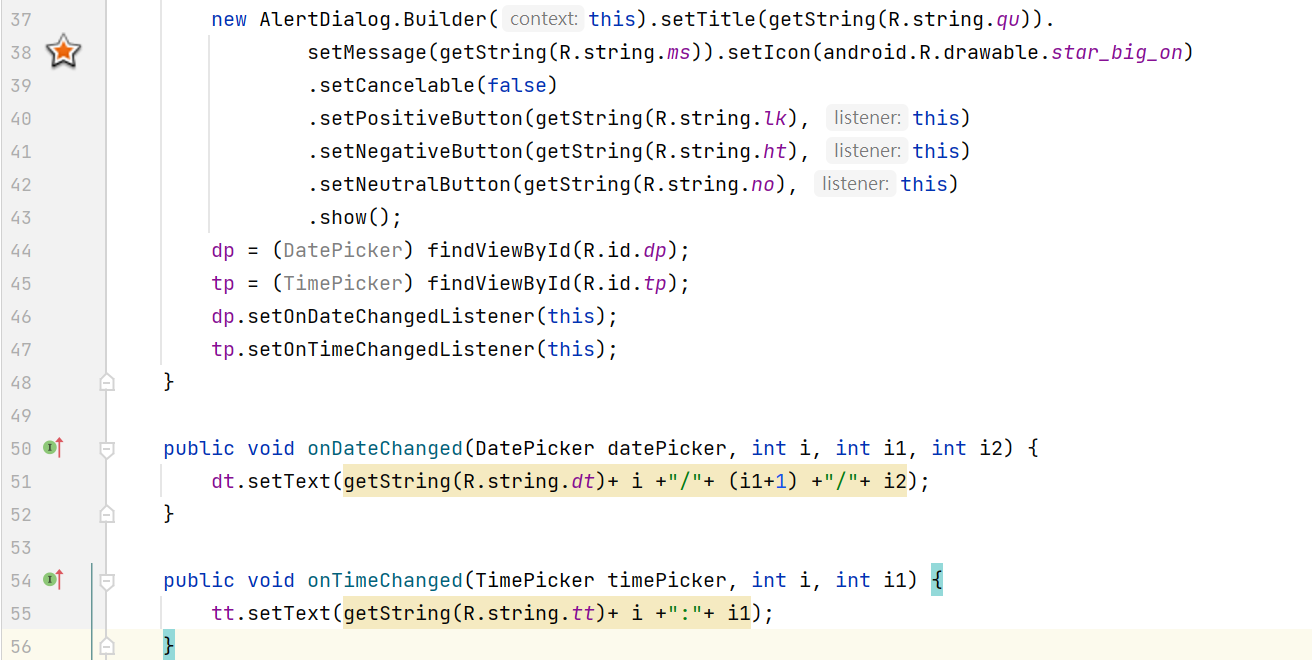 37 new AlertDialog.Builder( context: this).setTitle(getString(R.string.qu)).
38 setMessage(getString(R.string.ms)).setIcon(android.R.drawable.star_big_on)
39 .setCancelable(false)
40 .setPositiveButton(getString(R.string.lk), listener: this)
41 .setNegativeButton(getString(R.string.ht), listener: this)
42 .setNeutralButton(getString(R.string.no), listener: this)
43 .show();
44 dp = (DatePicker) findViewById(R.id.dp);
45 tp = (TimePicker) findViewById(R.id.tp);
46 dp.setOnDateChangedListener(this);
47 tp.setOnTimeChangedListener(this);
48 }
49
50 public void onDateChanged(DatePicker datePicker, int i, int i1, int i2) {
51 dt.setText(getString(R.string.dt)+ i +"/"+ (i1+1) +"/"+ i2);
52 }
53
54 public void onTimeChanged(TimePicker timePicker, int i, int i1) {
55 tt.setText(getString(R.string.tt)+ i +":"+ i1);
56 }